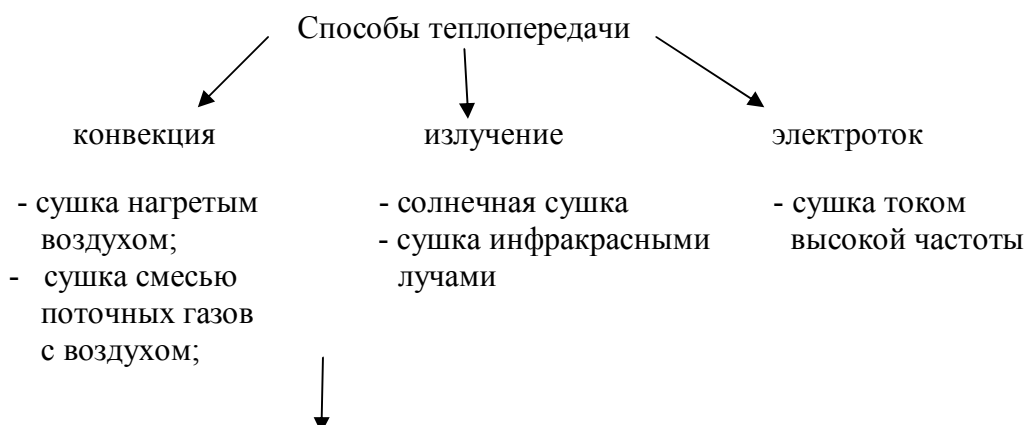 Способы теплопередачи
конвекция
излучение
электроток
- сушка нагретым
воздухом;
- сушка смесью
поточных газов
с воздухом;
- солнечная сушка
- сушка инфракрасными
лучами
- сушка током
высокой частоты